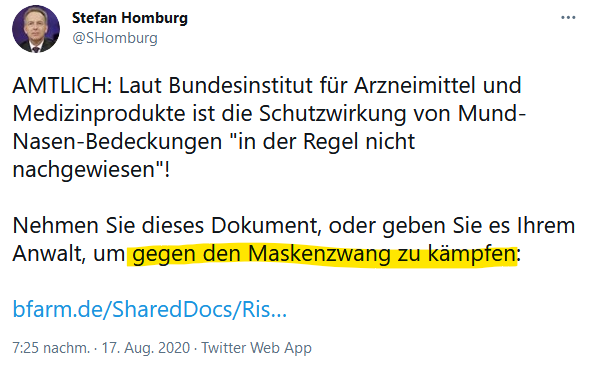 Stefan Homburg
@SHomburg
AMTLICH: Laut Bundesinstitut für Arzneimittel und
Medizinprodukte ist die Schutzwirkung von Mund-
Nasen-Bedeckungen "in der Regel nicht
nachgewiesen"!
Nehmen Sie dieses Dokument, oder geben Sie es Ihrem
Anwalt, um gegen den Maskenzwang zu kämpfen:
bfarm.de/SharedDocs/Ris...
7:25 nachm. · 17. Aug. 2020 · Twitter Web App